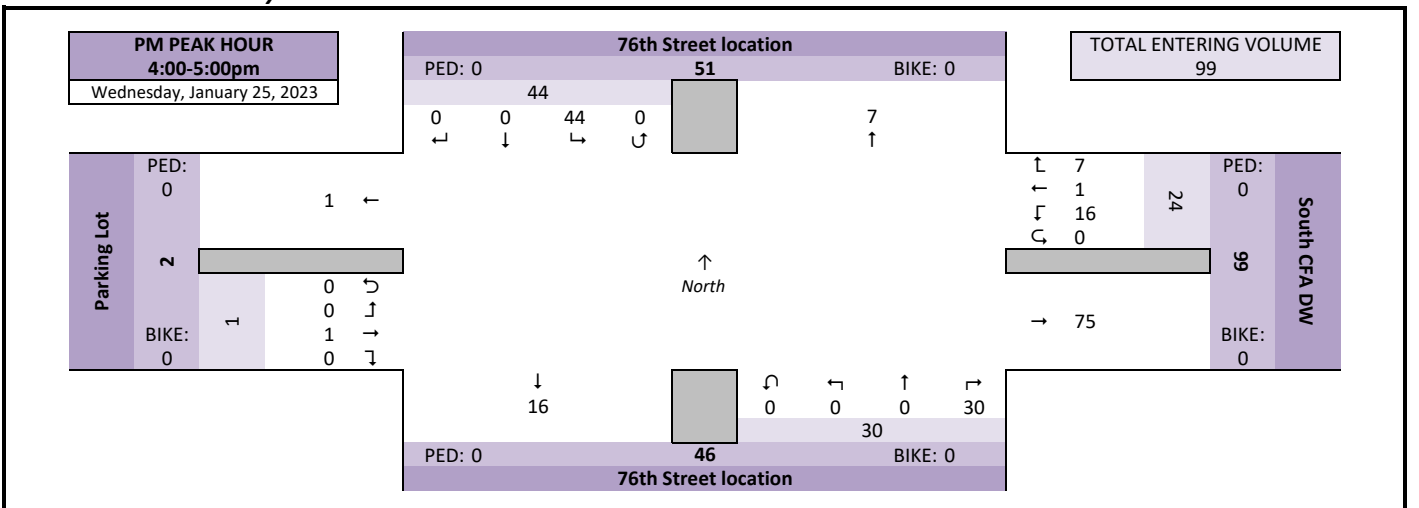 PM PEAK HOUR
4:00-5:00pm
Wednesday, January 25, 2023
76th Street location
PED: 0 51 BIKE: 0
44
0 0 44 0
↵ ↓ ↳ ↺
7
↑
TOTAL ENTERING VOLUME
99
Parking Lot
PED:
0
2
BIKE:
0
1 ←
1
0 ⮌
0 ⮥
1 →
0 ⮧
↑
North
↱ 7
← 1
↲ 16
⮎ 0
24
→ 75
PED:
0
99
BIKE:
0
South CFA DW
↓
16
↶ ↰ ↑ ↱
0 0 0 30
30
PED: 0 46 BIKE: 0
76th Street location